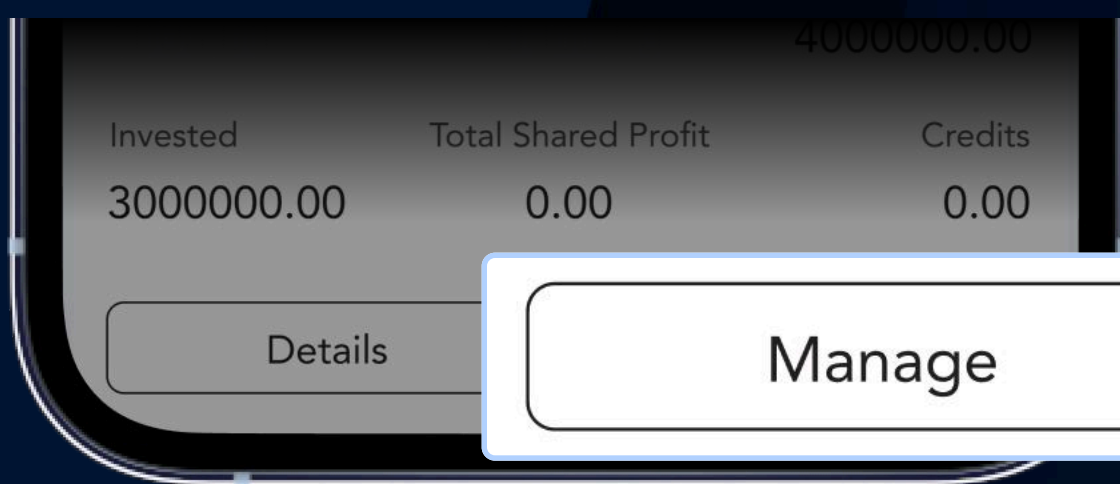 4000000.00
Invested Total Shared Profit Credits
3000000.00 0.00 0.00
Details Manage